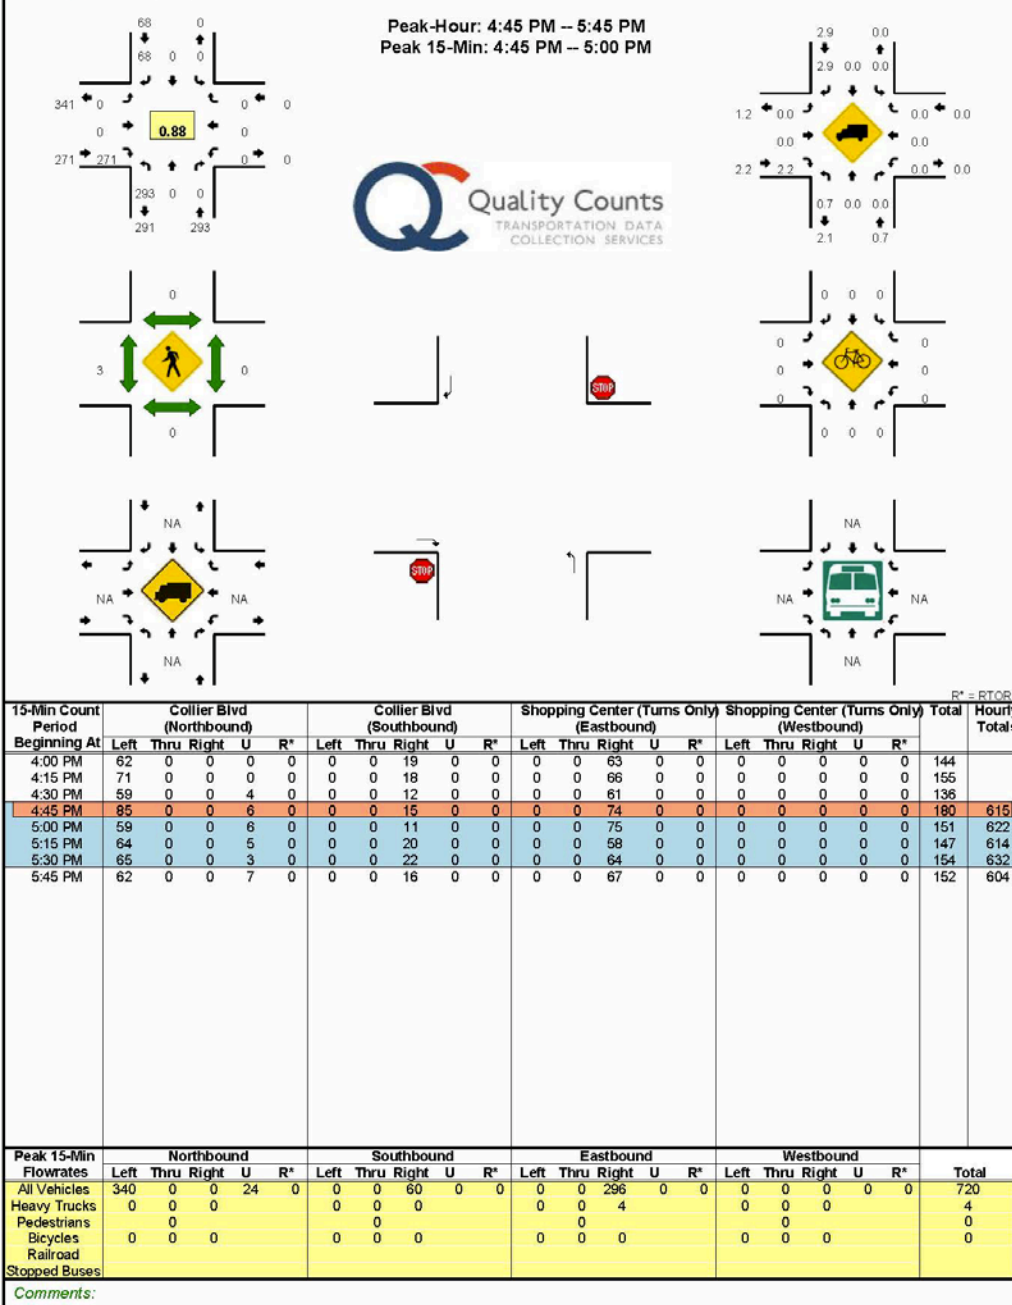 Peak-Hour: 4:45 PM -- 5:45 PM
Peak 15-Min: 4:45 PM -- 5:00 PM
68 0
68 0 0
341 0 0 0
0 0.88 0
271 271 0 0
293 0 0
291 293
2.9 0.0
2.9 0.0 0.0
1.2 0.0 0.0 0.0
0.0 0.0
2.2 2.2 0.0 0.0
0.7 0.0 0.0
2.1 0.7
Quality Counts
TRANSPORTATION DATA
COLLECTION SERVICES
0
3 0
0
STOP
STOP
0 0 0
0 0
0 0
0 0
0 0 0
NA
NA NA
NA
NA
NA NA
NA
R* = RTOR
15-Min Count Period Beginning At Collier Blvd (Northbound) Collier Blvd (Southbound) Shopping Center (Turns Only) (Eastbound) Shopping Center (Turns Only) (Westbound) Total Hourly Totals
Left Thru Right U R* Left Thru Right U R* Left Thru Right U R* Left Thru Right U R*
4:00 PM 62 0 0 0 0 0 0 19 0 0 0 0 63 0 0 0 0 0 0 0 144
4:15 PM 71 0 0 0 0 0 0 18 0 0 0 0 66 0 0 0 0 0 0 0 155
4:30 PM 59 0 0 4 0 0 0 12 0 0 0 0 61 0 0 0 0 0 0 0 136
4:45 PM 85 0 0 6 0 0 0 15 0 0 0 0 74 0 0 0 0 0 0 0 180 615
5:00 PM 59 0 0 6 0 0 0 11 0 0 0 0 75 0 0 0 0 0 0 0 151 622
5:15 PM 64 0 0 5 0 0 0 20 0 0 0 0 58 0 0 0 0 0 0 0 147 614
5:30 PM 65 0 0 3 0 0 0 22 0 0 0 0 64 0 0 0 0 0 0 0 154 632
5:45 PM 62 0 0 7 0 0 0 16 0 0 0 0 67 0 0 0 0 0 0 0 152 604
Peak 15-Min Flowrates Northbound Southbound Eastbound Westbound Total
Left Thru Right U R* Left Thru Right U R* Left Thru Right U R* Left Thru Right U R*
All Vehicles 340 0 0 24 0 0 0 60 0 0 0 0 296 0 0 0 0 0 0 0 720
Heavy Trucks 0 0 0 0 0 0 0 0 4 0 0 0 4
Pedestrians 0 0 0 0 0
Bicycles 0 0 0 0 0 0 0 0 0 0 0 0 0
Railroad
Stopped Buses
Comments: